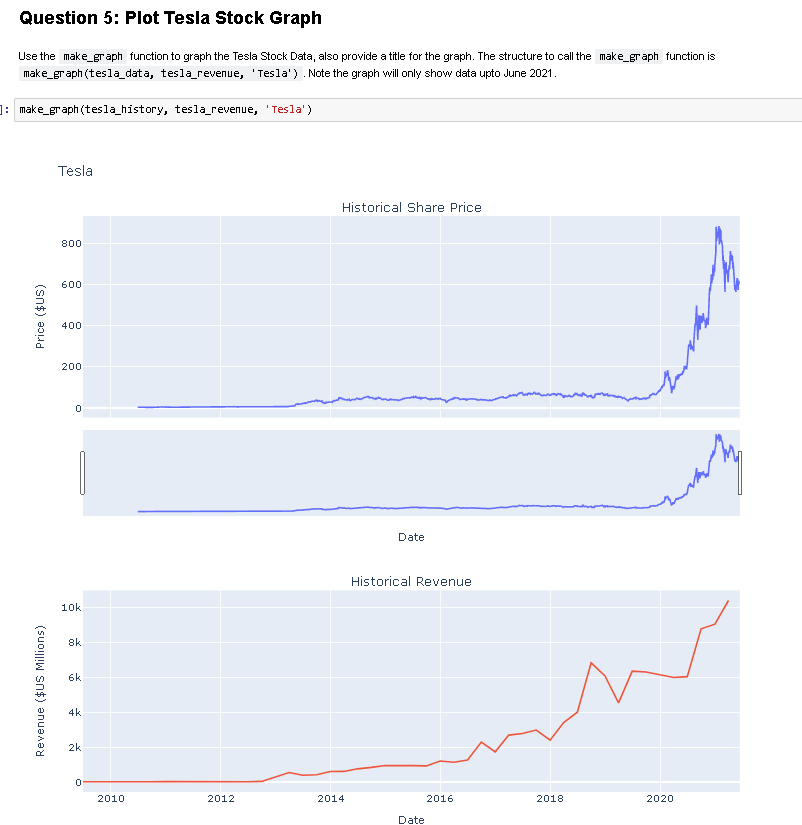 Question 5: Plot Tesla Stock Graph
Use the make_graph function to graph the Tesla Stock Data, also provide a title for the graph. The structure to call the make_graph function is
make_graph(tesla_data, tesla_revenue, 'Tesla') . Note the graph will only show data upto June 2021.
]: make_graph(tesla_history, tesla_revenue, 'Tesla')
Tesla
Historical Share Price
800
600
400
200
0
Price ($US)
Date
Historical Revenue
10k
8k
6k
4k
2k
0
Revenue ($US Millions)
2010 2012 2014 2016 2018 2020
Date